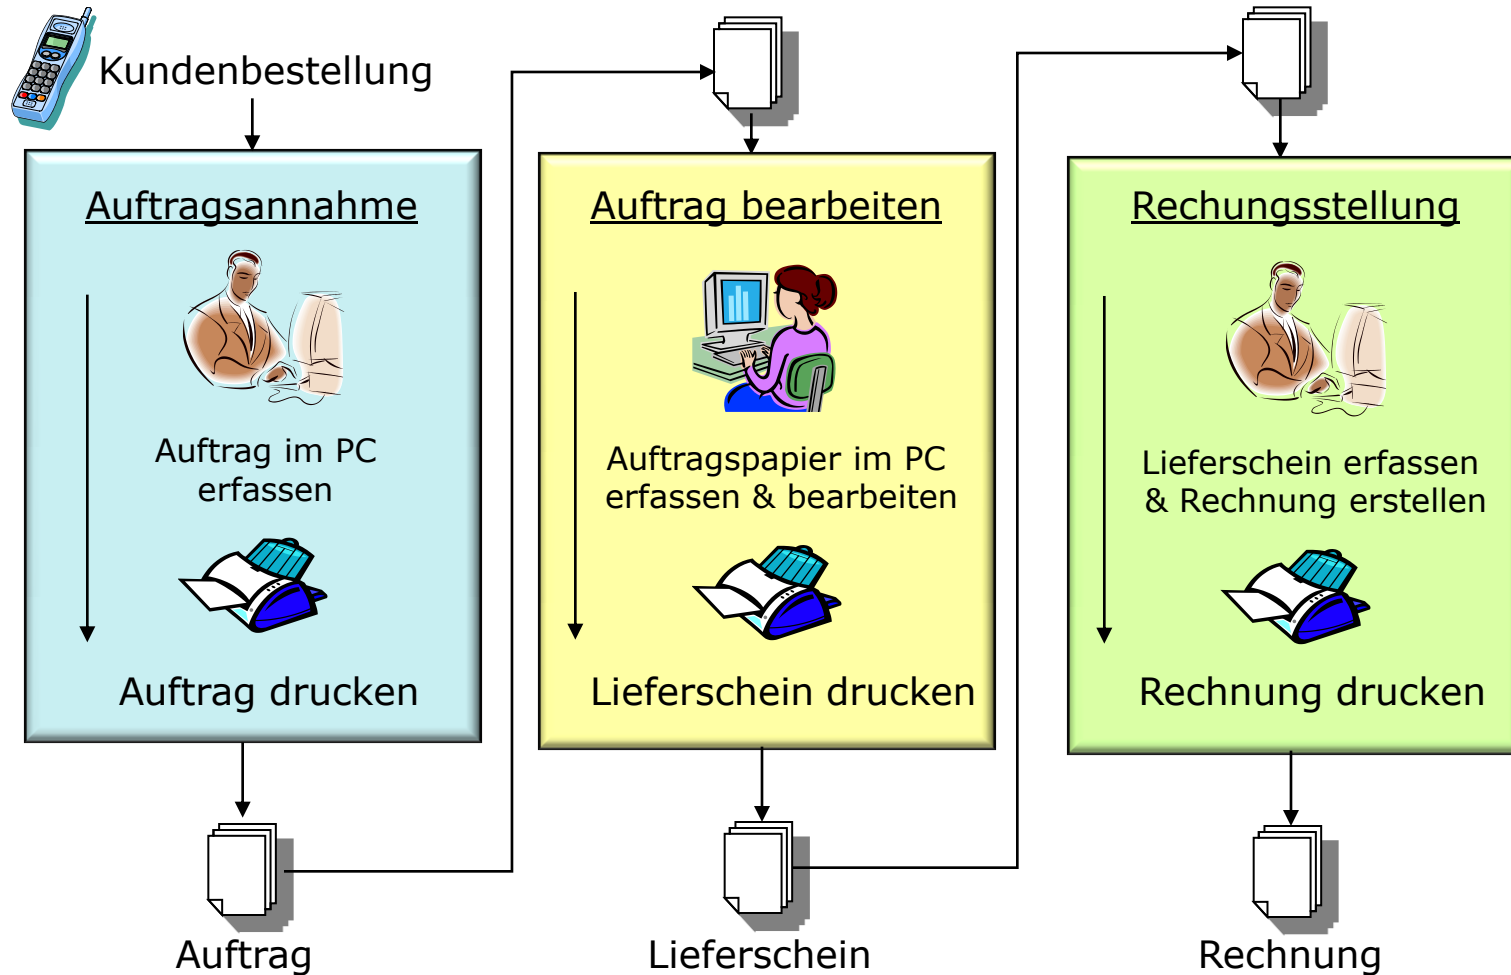 Kundenbestellung
Auftragsannahme
Auftrag im PC
erfassen
Auftrag drucken
Auftrag
Auftrag bearbeiten
Auftragspapier im PC
erfassen & bearbeiten
Lieferschein drucken
Lieferschein
Rechungsstellung
Lieferschein erfassen
& Rechnung erstellen
Rechnung drucken
Rechnung